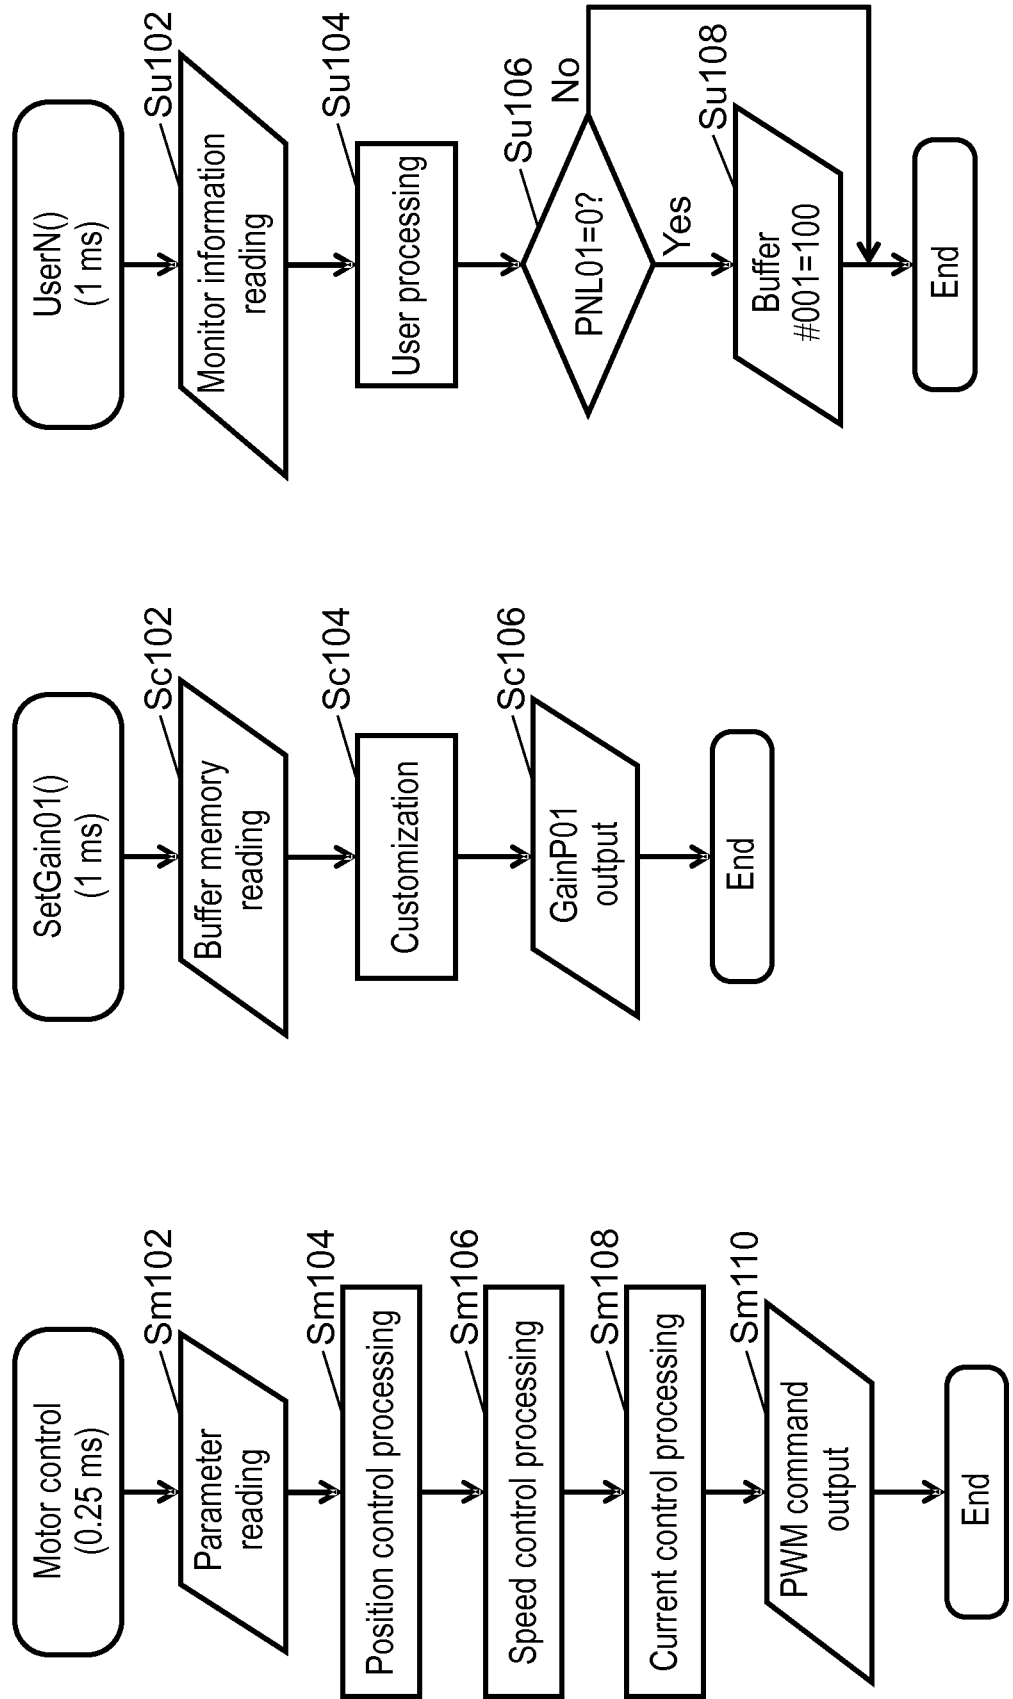 Motor control
(0.25 ms)
Sm102
Parameter
reading
Sm104
Position control processing
Sm106
Speed control processing
Sm108
Current control processing
Sm110
PWM command
output
End
SetGain01()
(1 ms)
Sc102
Buffer memory
reading
Sc104
Customization
Sc106
GainP01
output
End
UserN()
(1 ms)
Su102
Monitor information
reading
Su104
User processing
Su106
PNL01=0?
No
Yes
Su108
Buffer
#001=100
End